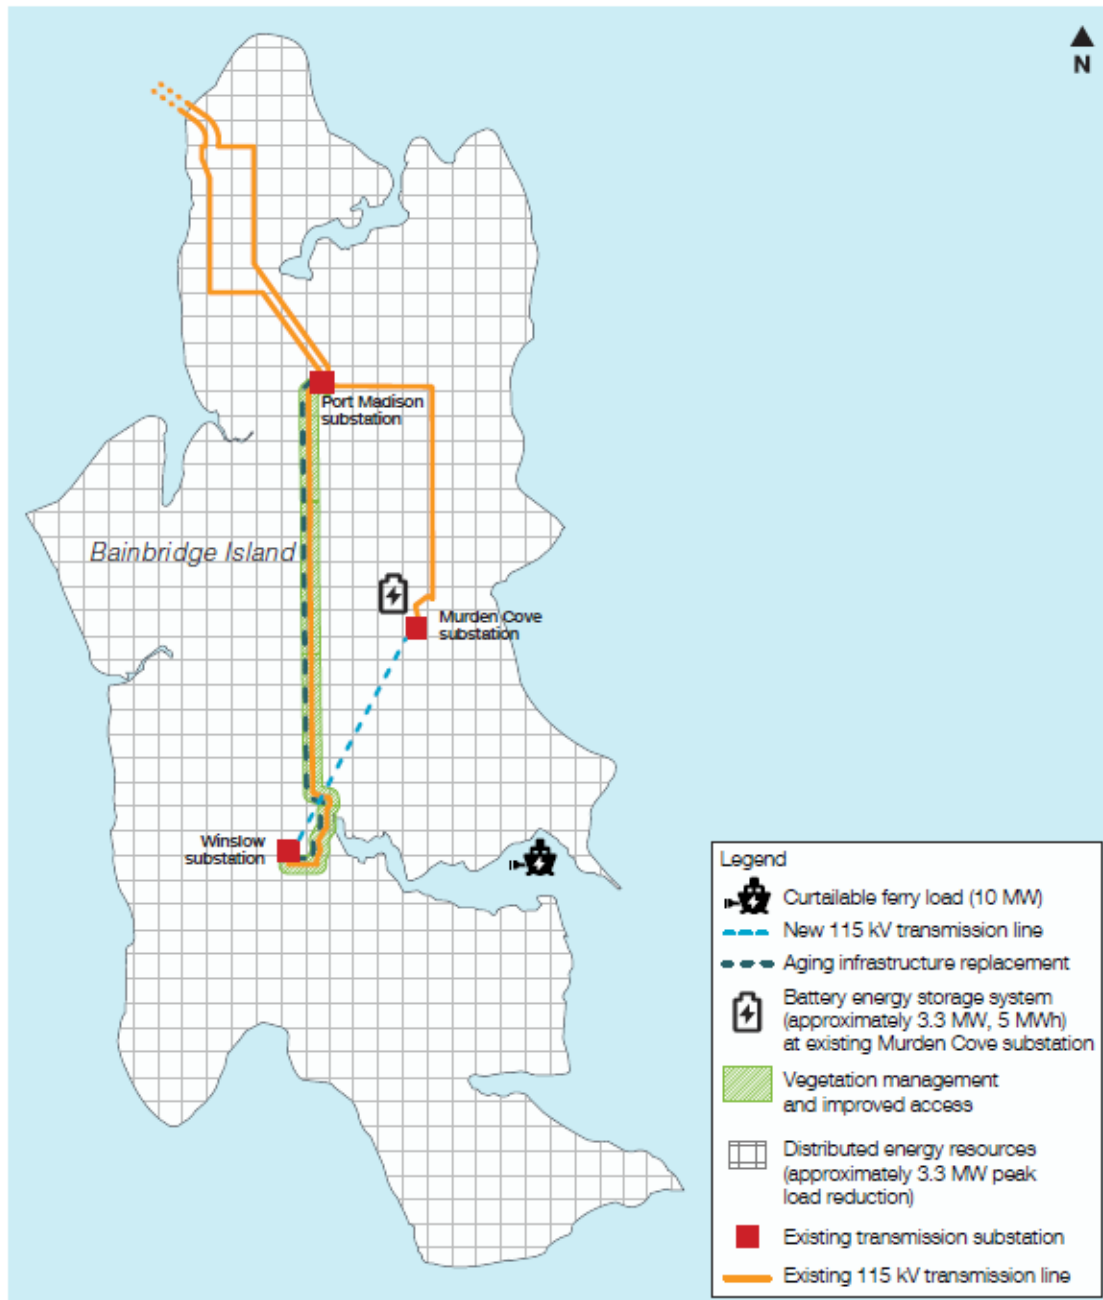 N
Port Madison
substation
Bainbridge Island
Murden Cove
substation
Winslow
substation
Legend
Curtailable ferry load (10 MW)
New 115 kV transmission line
Aging infrastructure replacement
Battery energy storage system
(approximately 3.3 MW, 5 MWh)
at existing Murden Cove substation
Vegetation management
and improved access
Distributed energy resources
(approximately 3.3 MW peak
load reduction)
Existing transmission substation
Existing 115 kV transmission line